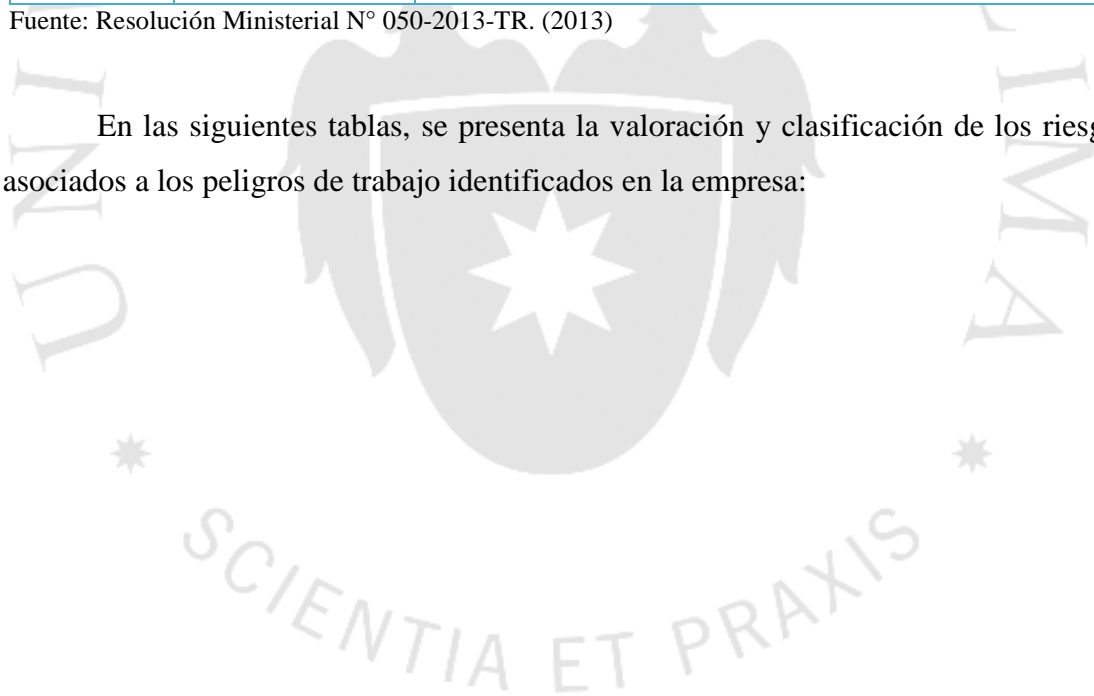 Fuente: Resolución Ministerial N° 050-2013-TR. (2013)
En las siguientes tablas, se presenta la valoración y clasificación de los riesg
asociados a los peligros de trabajo identificados en la empresa:
SCIENTIA ET PRAXIS